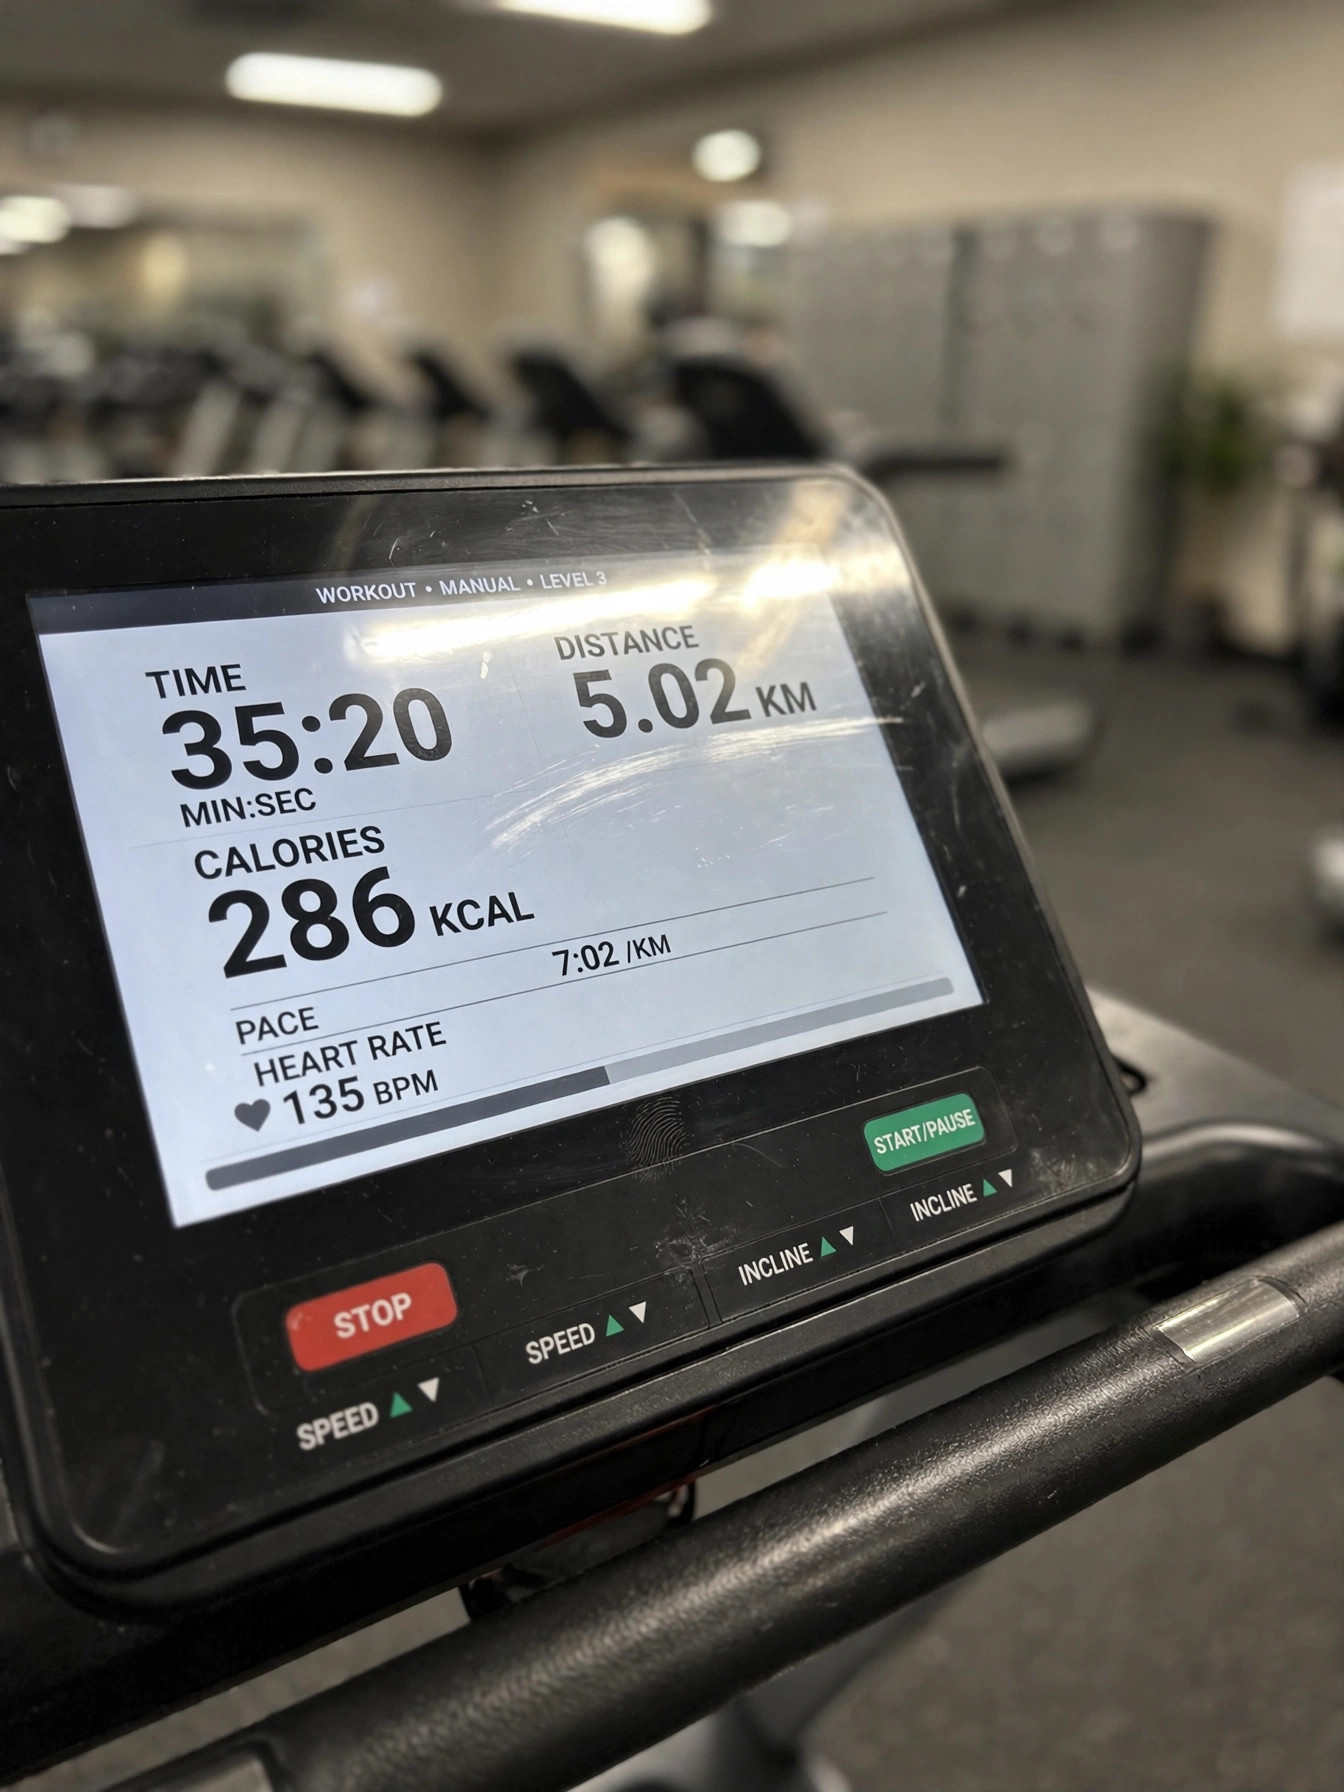 WORKOUT • MANUAL • LEVEL 3
TIME
35:20
MIN:SEC
DISTANCE
5.02 KM
CALORIES
286 KCAL
7:02 /KM
PACE
HEART RATE
135 BPM
START/PAUSE
STOP
SPEED
SPEED
INCLINE
INCLINE